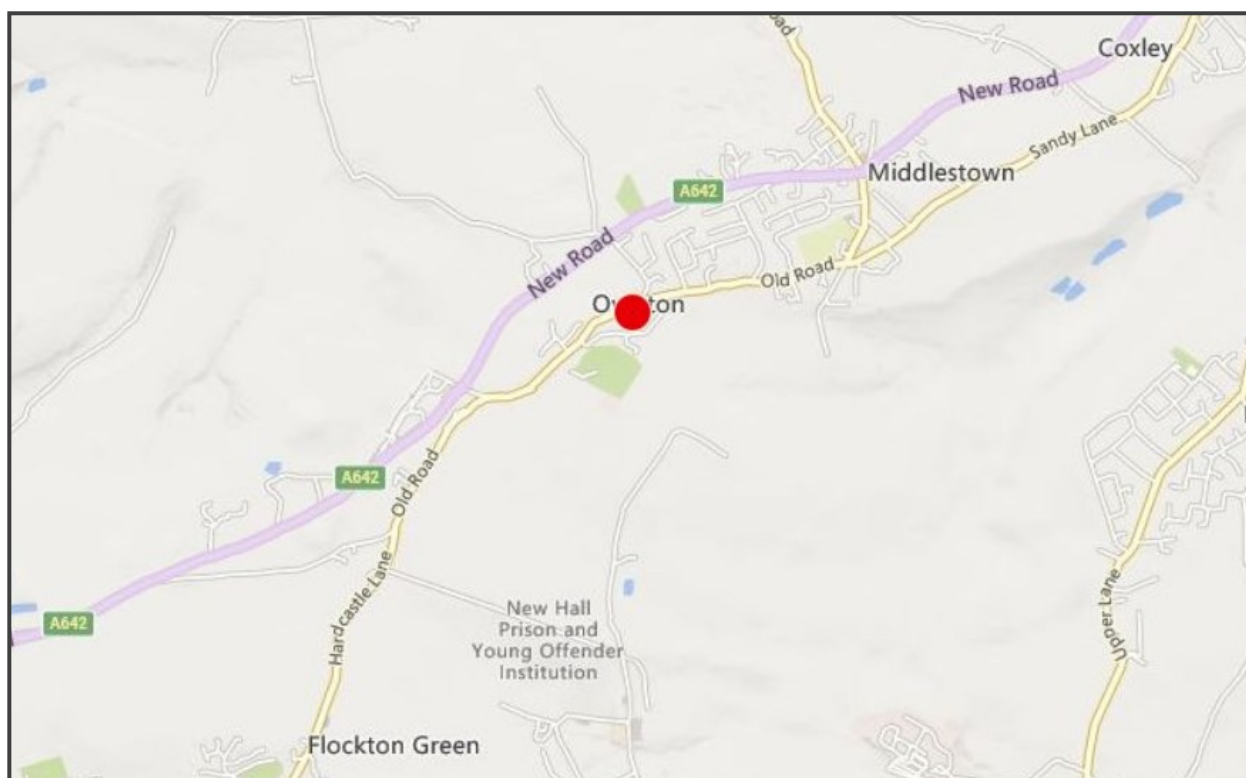 oad
Coxley
New Road
Sandy Lane
Middlestown
A642
New Road
Old Road
A642
Old Road
Hardcastle Lane
New Hall
Prison and
Young Offender
Institution
Upper Lane
A642
Flockton Green